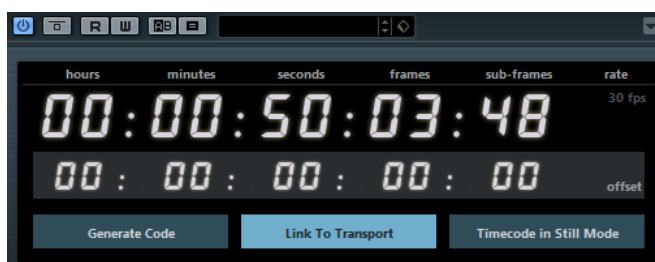 R W A B
hours minutes seconds frames sub-frames rate
00:00:50:03:48 30 fps
00: 00: 00: 00: 00 offset
Generate Code Link To Transport Timecode in Still Mode